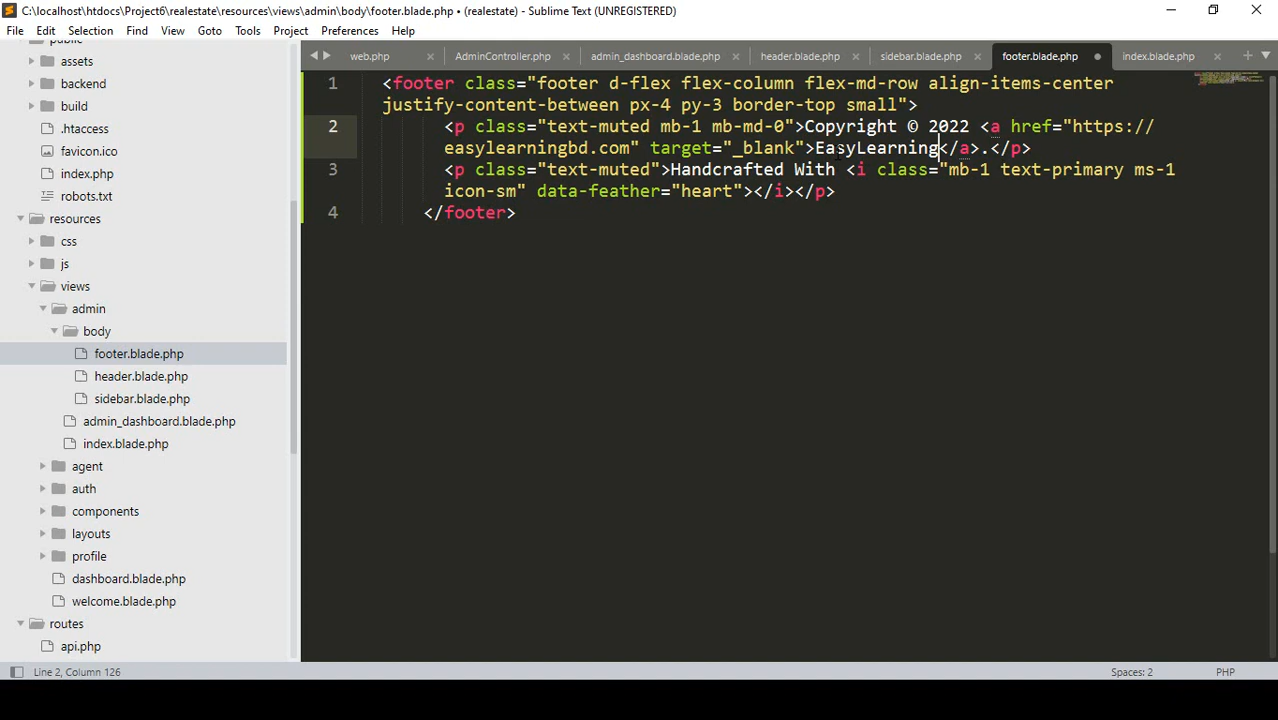 C:\localhost\htdocs\Project6\realestate\resources\views\admin\body\footer.blade.php • (realestate) - Sublime Text (UNREGISTERED)
File Edit Selection Find View Goto Tools Project Preferences Help
web.php AdminController.php admin_dashboard.blade.php header.blade.php sidebar.blade.php footer.blade.php index.blade.php
public
assets
backend
build
.htaccess
favicon.ico
index.php
robots.txt
resources
css
js
views
admin
body
footer.blade.php
header.blade.php
sidebar.blade.php
admin_dashboard.blade.php
index.blade.php
agent
auth
components
layouts
profile
dashboard.blade.php
welcome.blade.php
routes
api.php
1 <footer class="footer d-flex flex-column flex-md-row align-items-center
justify-content-between px-4 py-3 border-top small">
2 <p class="text-muted mb-1 mb-md-0">Copyright © 2022 <a href="https://
easylearningbd.com" target="_blank">EasyLearning</a>.</p>
3 <p class="text-muted">Handcrafted With <i class="mb-1 text-primary ms-1
icon-sm" data-feather="heart"></i></p>
4 </footer>
Line 2, Column 126 Spaces: 2 PHP